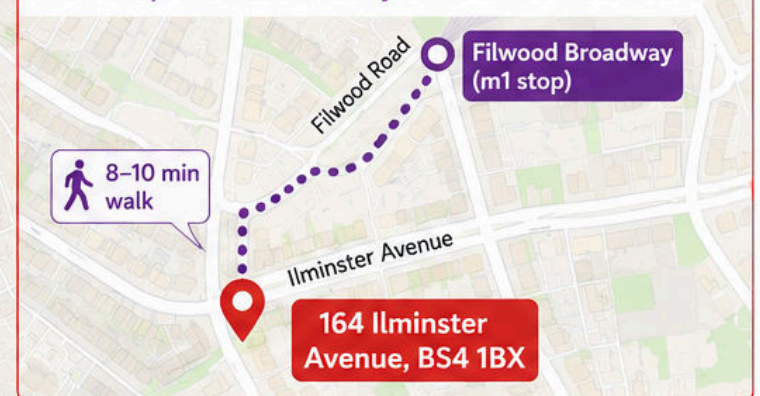 Filwood Road
Filwood Broadway
(m1 stop)
8–10 min
walk
Ilminster Avenue
164 Ilminster
Avenue, BS4 1BX